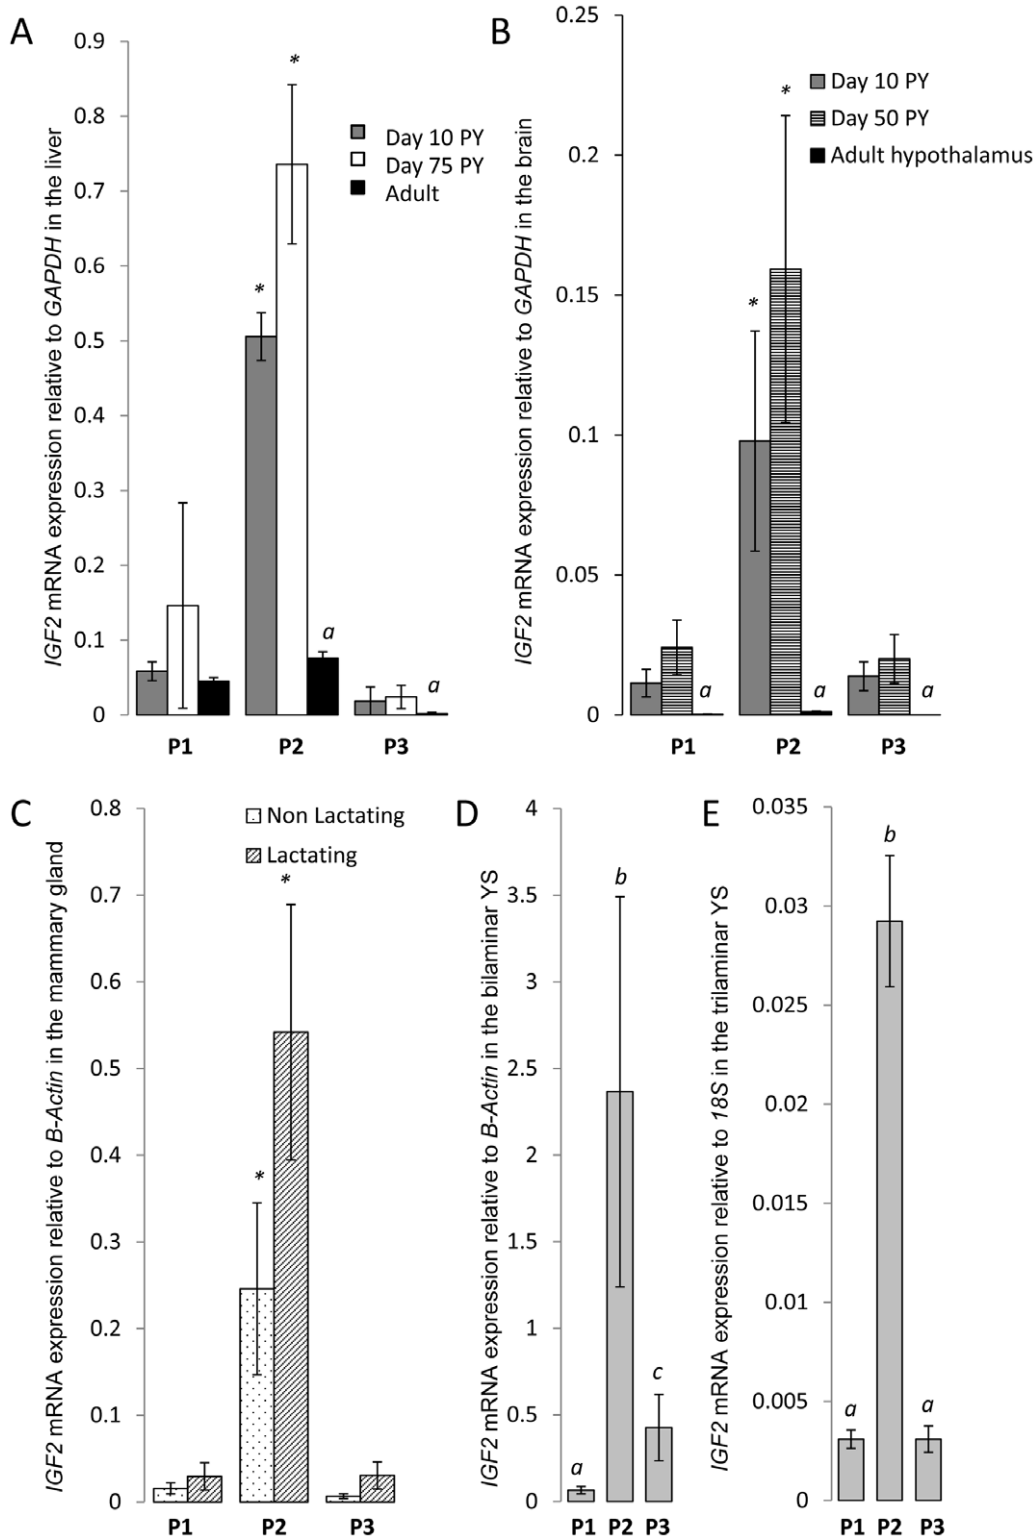 A
IGF2 mRNA expression relative to GAPDH in the liver
0.9
0.8
0.7
0.6
0.5
0.4
0.3
0.2
0.1
0
Day 10 PY
Day 75 PY
Adult
*
*
a
a
P1 P2 P3
B
IGF2 mRNA expression relative to GAPDH in the brain
0.25
0.2
0.15
0.1
0.05
0
Day 10 PY
Day 50 PY
Adult hypothalamus
*
*
a a a
P1 P2 P3
C
IGF2 mRNA expression relative to B-Actin in the mammary gland
0.8
0.7
0.6
0.5
0.4
0.3
0.2
0.1
0
Non Lactating
Lactating
*
*
P1 P2 P3
D
IGF2 mRNA expression relative to B-Actin in the bilaminar YS
4
3.5
3
2.5
2
1.5
1
0.5
0
b
c
a
P1 P2 P3
E
IGF2 mRNA expression relative to 18S in the trilaminar YS
0.035
0.03
0.025
0.02
0.015
0.01
0.005
0
b
a a
P1 P2 P3